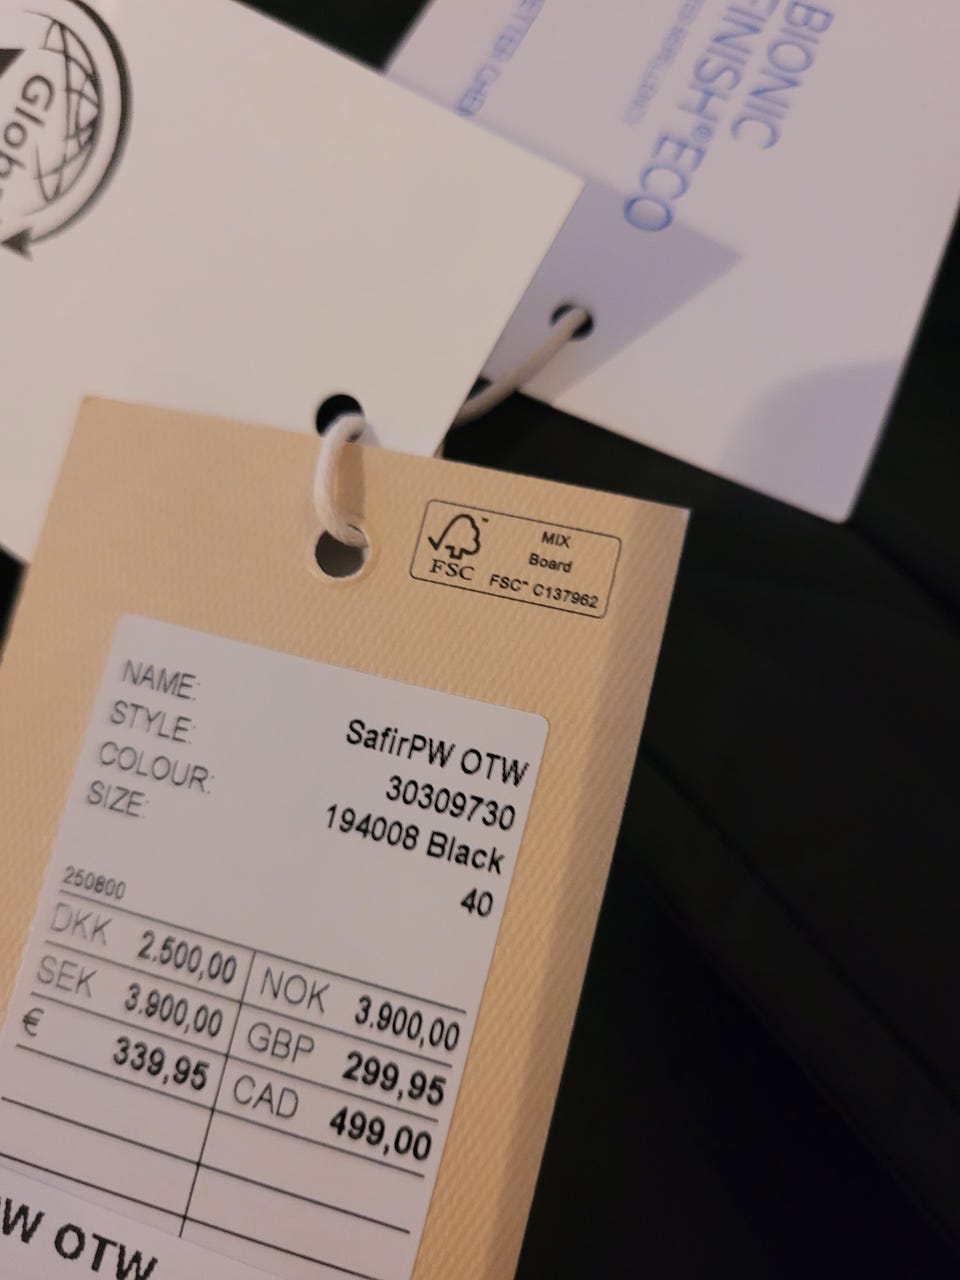 BIONIC
FINISH®ECO
MIX
Board
FSC™ C137962
FSC
NAME: SafirPW OTW
STYLE: 30309730
COLOUR: 194008 Black
SIZE: 40
250800
DKK 2.500,00 NOK 3.900,00
SEK 3.900,00 GBP 299,95
€ 339,95 CAD 499,00
OTW